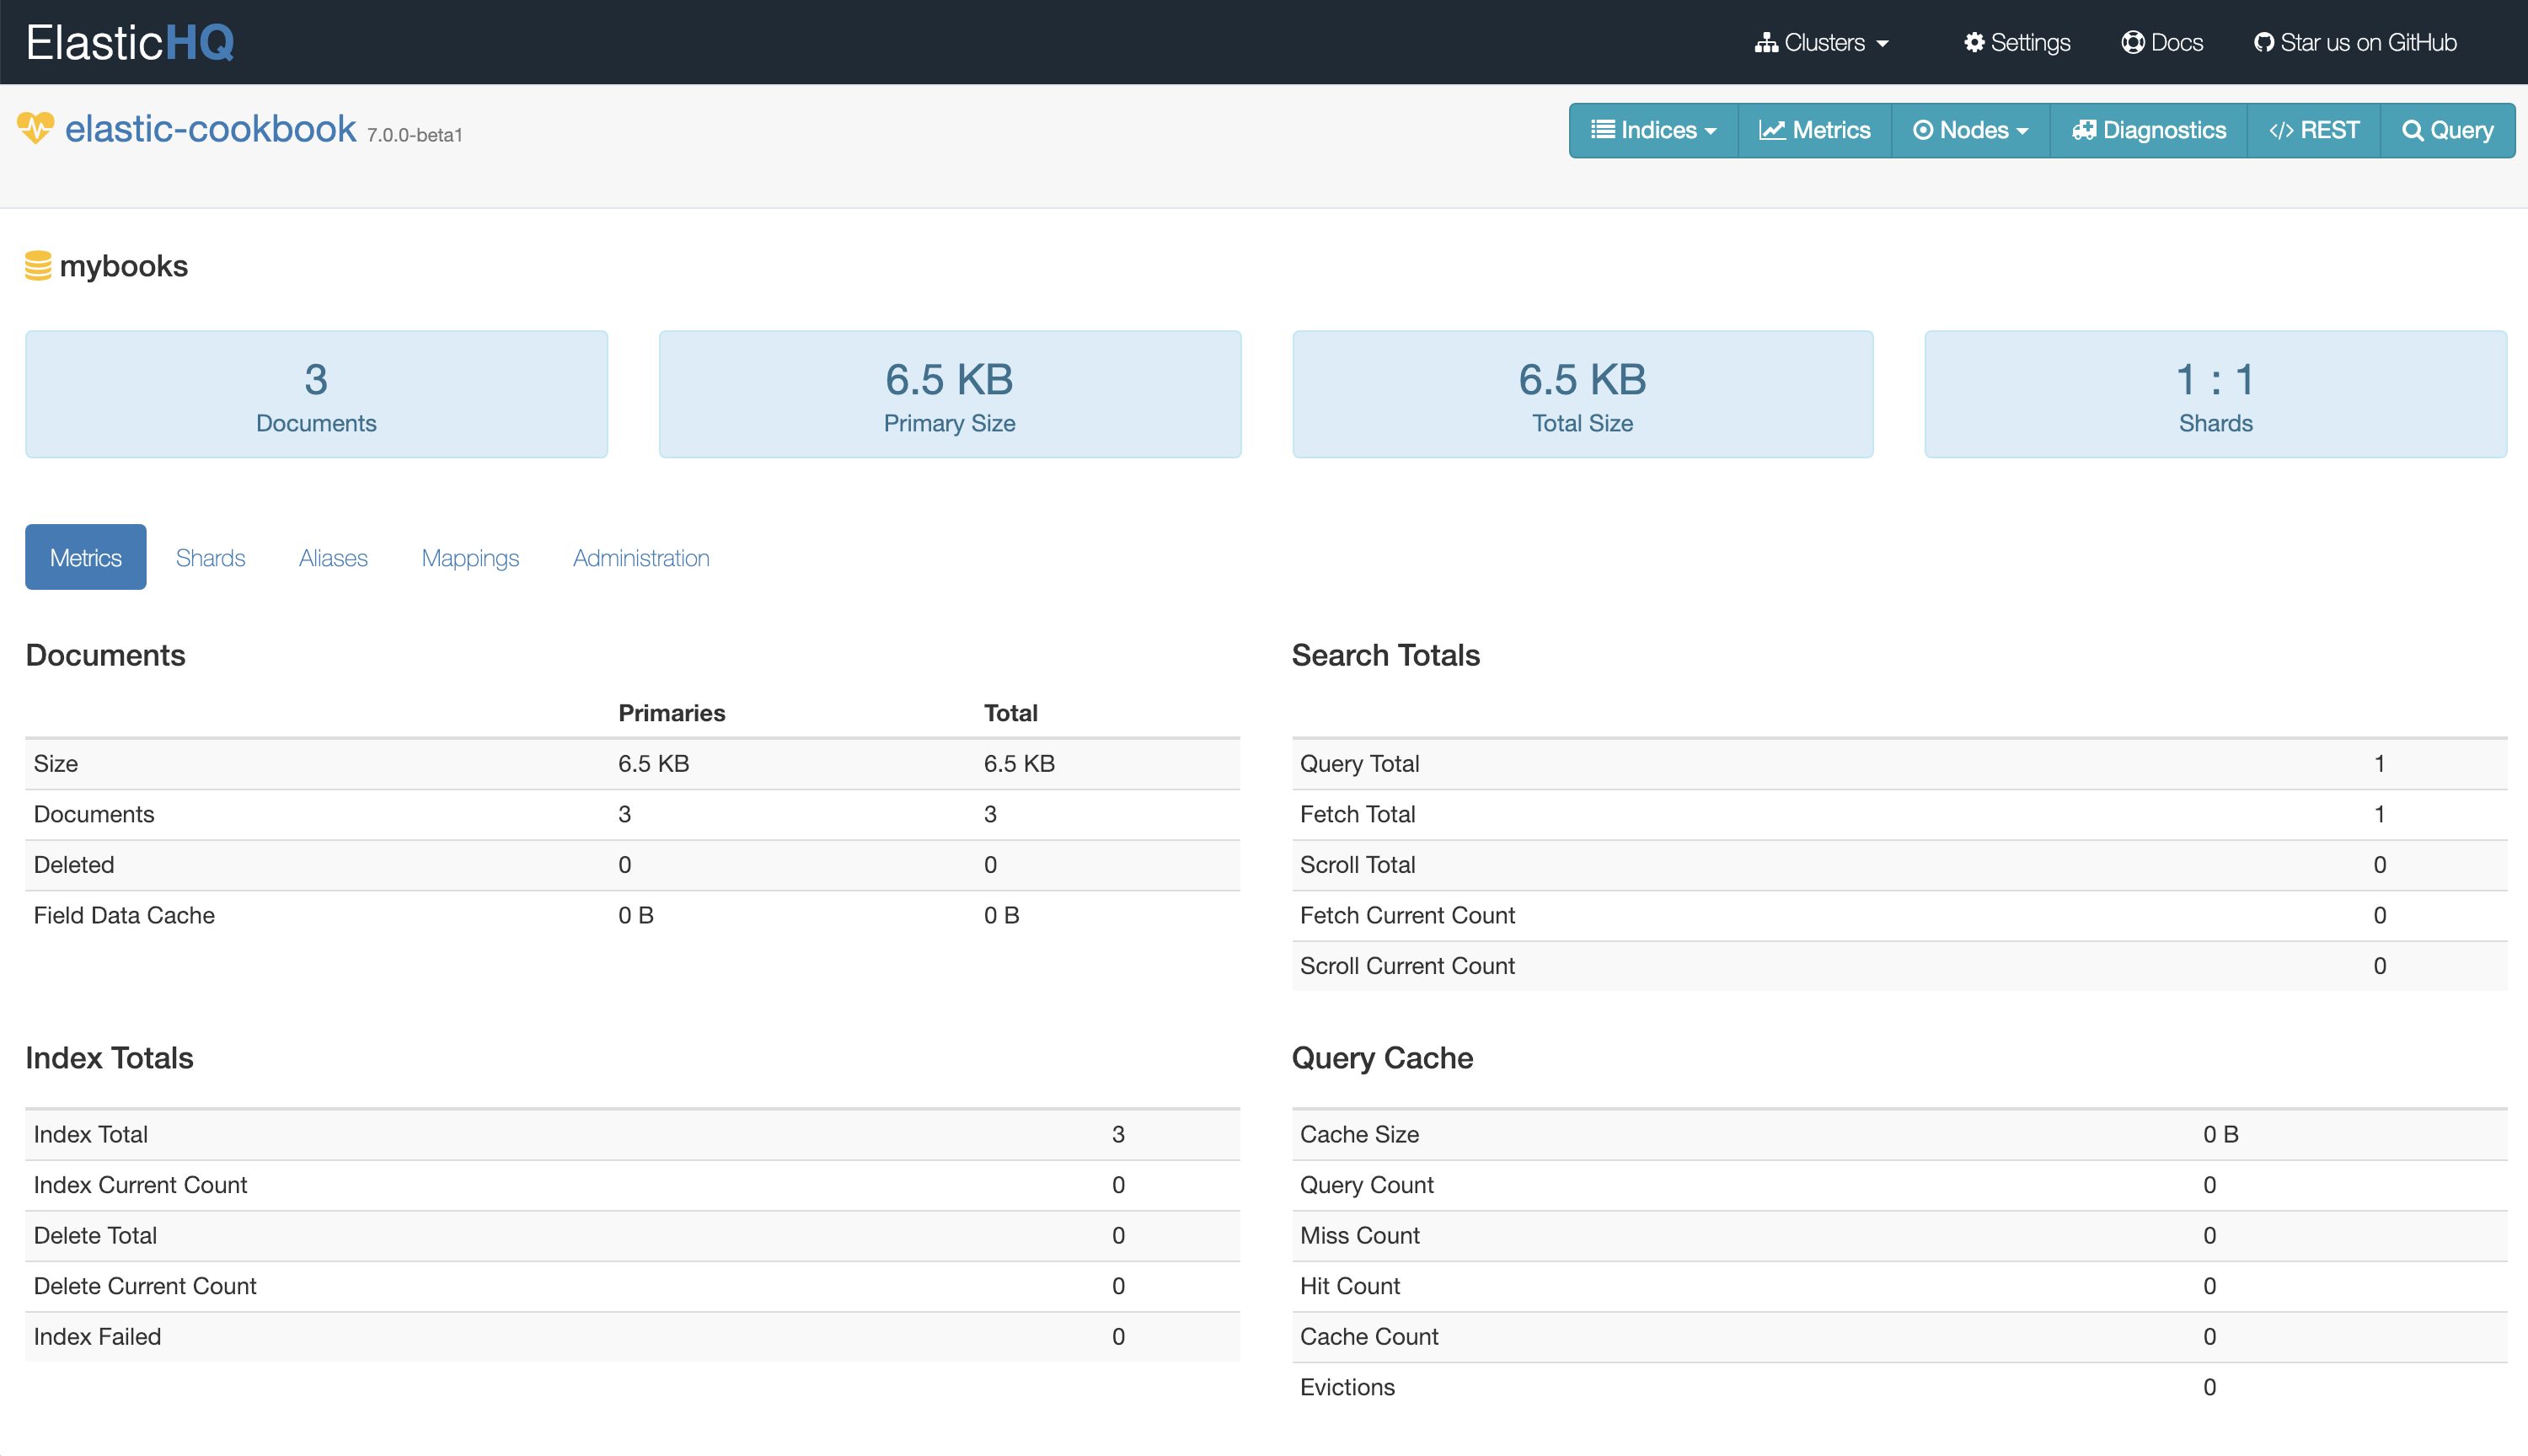 ElasticHQ Clusters Settings Docs Star us on GitHub
elastic-cookbook 7.0.0-beta1 Indices Metrics Nodes Diagnostics </> REST Query
mybooks
3 6.5 KB 6.5 KB 1 : 1
Documents Primary Size Total Size Shards
Metrics Shards Aliases Mappings Administration
Documents
Primaries Total
Size 6.5 KB 6.5 KB
Documents 3 3
Deleted 0 0
Field Data Cache 0 B 0 B
Search Totals
Query Total 1
Fetch Total 1
Scroll Total 0
Fetch Current Count 0
Scroll Current Count 0
Index Totals
Index Total 3
Index Current Count 0
Delete Total 0
Delete Current Count 0
Index Failed 0
Query Cache
Cache Size 0 B
Query Count 0
Miss Count 0
Hit Count 0
Cache Count 0
Evictions 0